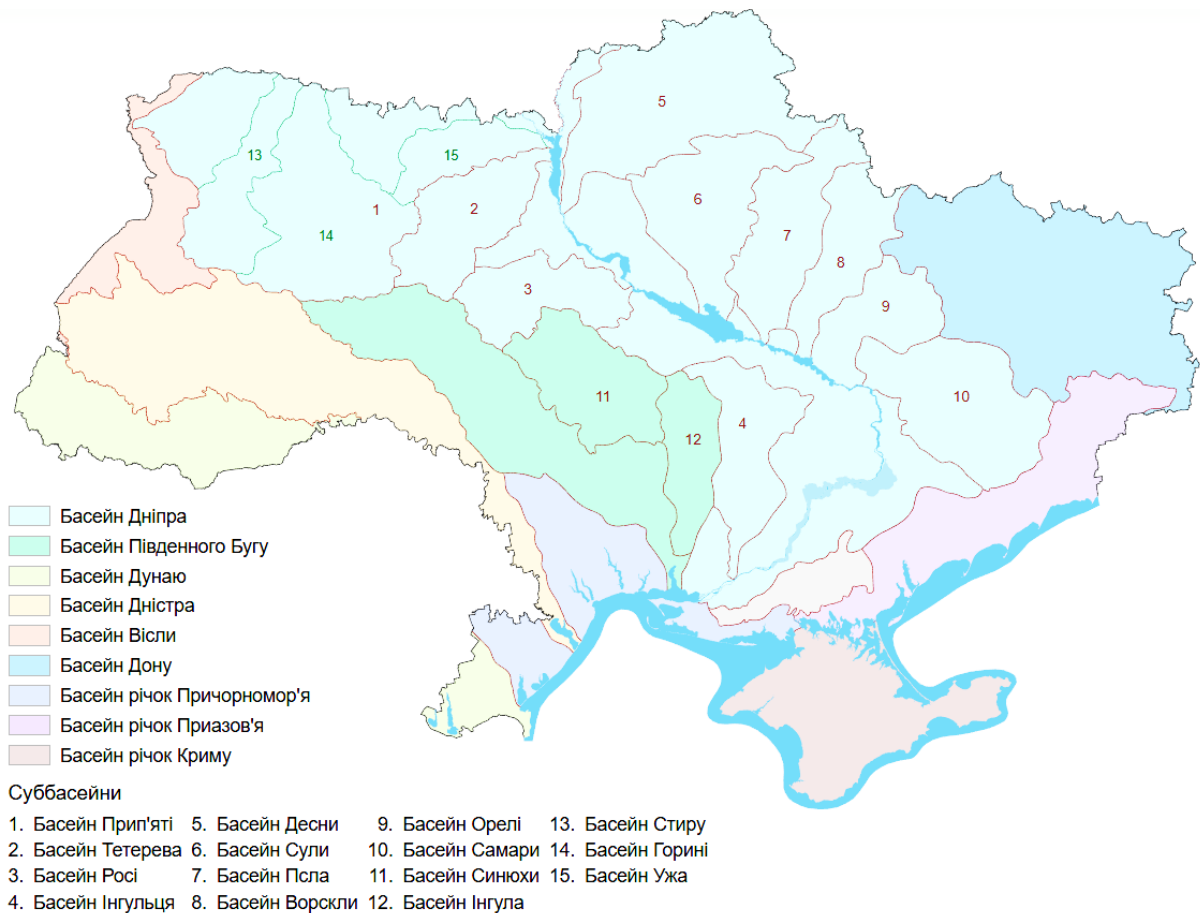 5
13
15
6
1
2
14
7
8
3
9
11
10
4
12
Басейн Дніпра
Басейн Південного Бугу
Басейн Дунаю
Басейн Дністра
Басейн Вісли
Басейн Дону
Басейн річок Причорномор'я
Басейн річок Приазов'я
Басейн річок Криму
Суббасейни
1. Басейн Прип'яті 5. Басейн Десни 9. Басейн Орелі 13. Басейн Стиру
2. Басейн Тетерева 6. Басейн Сули 10. Басейн Самари 14. Басейн Горині
3. Басейн Росі 7. Басейн Псла 11. Басейн Синюхи 15. Басейн Ужа
4. Басейн Інгульця 8. Басейн Ворскли 12. Басейн Інгула